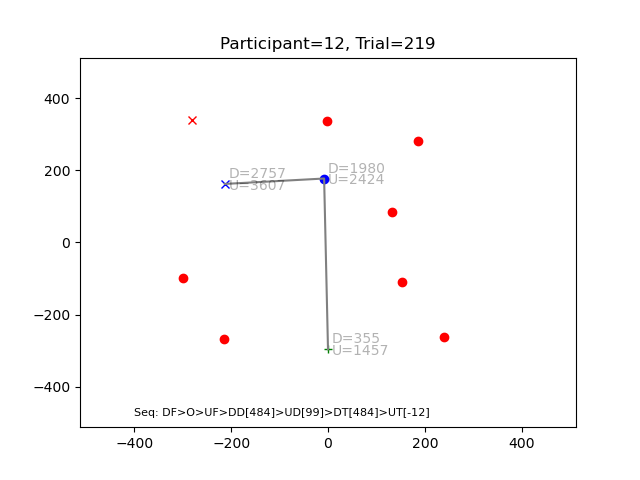 Participant=12, Trial=219
400
200
0
−200
−400
D=2757
U=3607
D=1980
U=2424
D=355
U=1457
Seq: DF>O>UF>DD[484]>UD[99]>DT[484]>UT[-12]
−400
−200
0
200
400